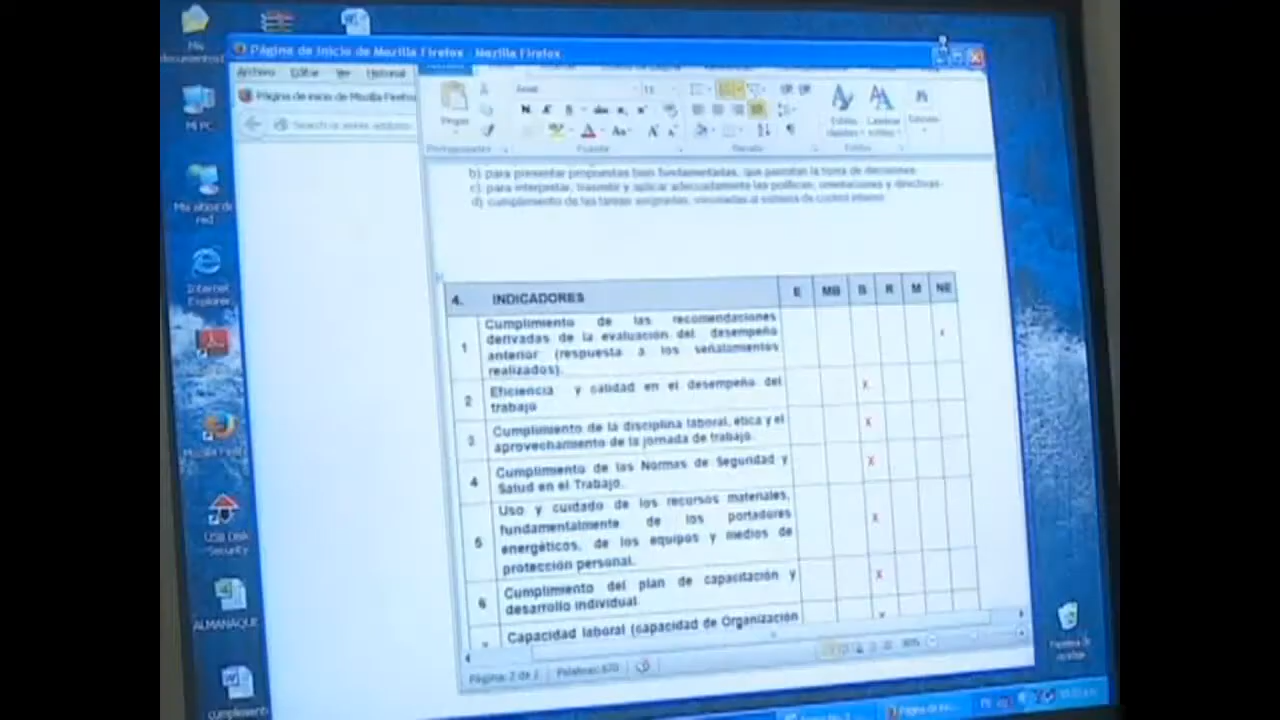 Mis
documentos
Página de inicio de Mozilla Firefox - Mozilla Firefox
Archivo Editar Ver Historial
Página de inicio de Mozilla Firefox
Mi PC
Pegar
Fuente
Párrafo
Estilos
Mis sitios de
red
b) para presentar propuestas bien fundamentadas, que permitan la toma de decisiones
c) para interpretar, trasmitir y aplicar adecuadamente las políticas, orientaciones y directivas
d) cumplimiento de las tareas asignadas, vinculadas al sistema de control interno
Internet
Explorer
4. INDICADORES E MB B R M NE
1 Cumplimiento de las recomendaciones
derivadas de la evaluación del desempeño
anterior (respuesta a los señalamientos
realizados). x
2 Eficiencia y calidad en el desempeño del
trabajo x
3 Cumplimiento de la disciplina laboral, ética y el
aprovechamiento de la jornada de trabajo. x
4 Cumplimiento de las Normas de Seguridad y
Salud en el Trabajo. x
5 Uso y cuidado de los recursos materiales,
fundamentalmente de los portadores
energéticos, de los equipos y medios de
protección personal. x
6 Cumplimiento del plan de capacitación y
desarrollo individual x
Capacidad laboral (capacidad de Organización x
Mozilla Firefox
USB Disk
Security
ALMANAQUE
Página: 2 de 2 Palabras: 670